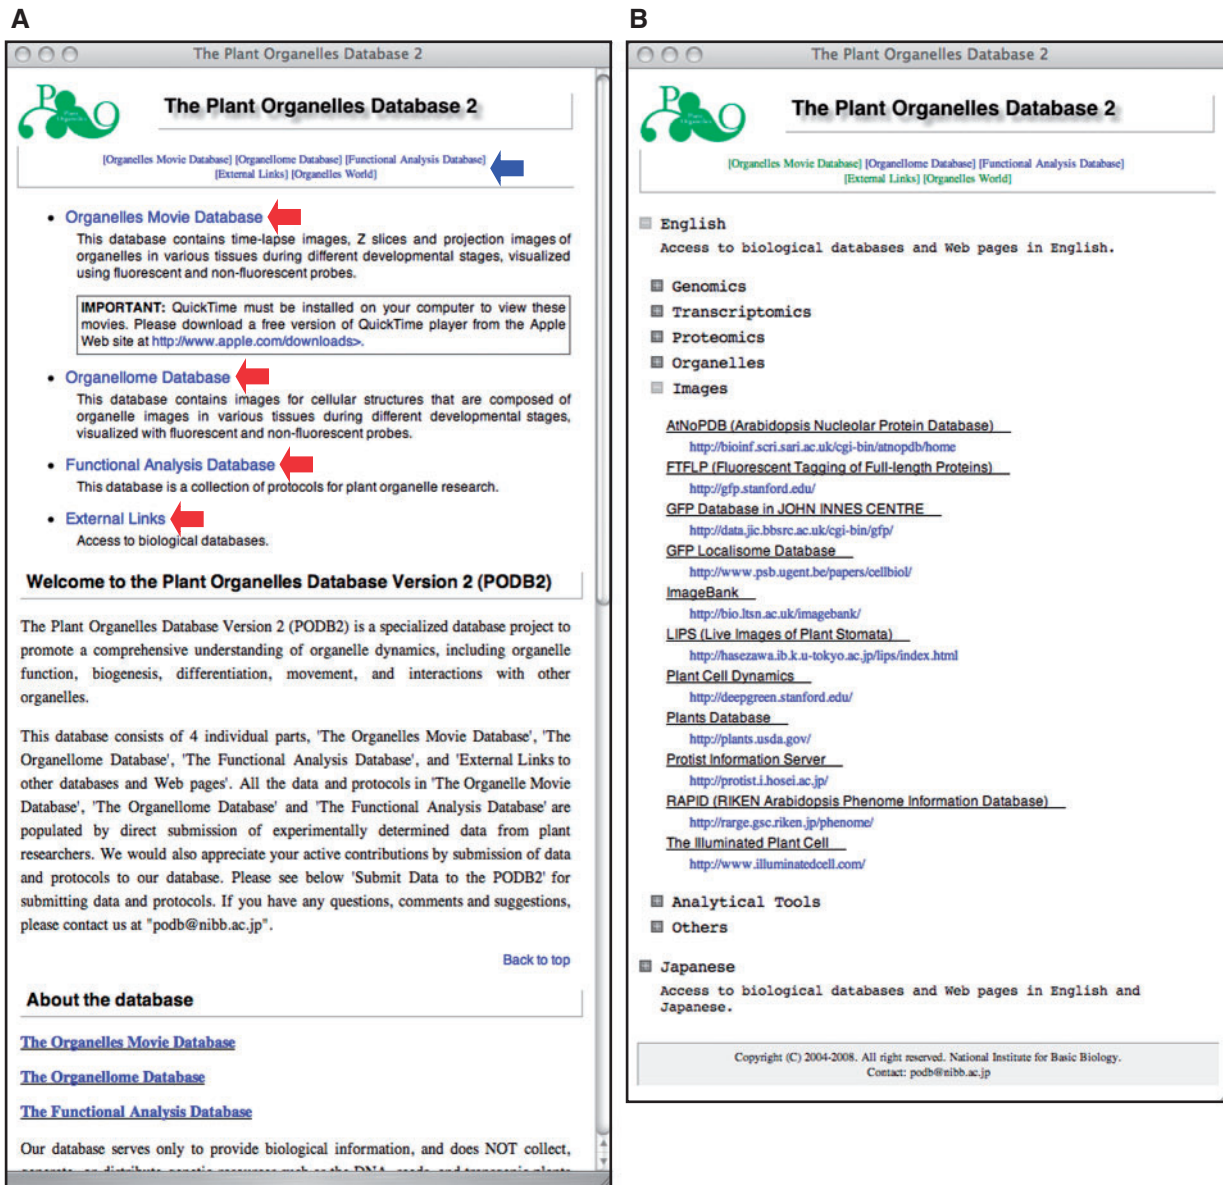 A
The Plant Organelles Database 2
P O
The Plant Organelles Database 2
[Organelles Movie Database] [Organellome Database] [Functional Analysis Database]
[External Links] [Organelles World]
• Organelles Movie Database
This database contains time-lapse images, Z slices and projection images of
organelles in various tissues during different developmental stages, visualized
using fluorescent and non-fluorescent probes.
IMPORTANT: QuickTime must be installed on your computer to view these
movies. Please download a free version of QuickTime player from the Apple
Web site at http://www.apple.com/downloads>.
• Organellome Database
This database contains images for cellular structures that are composed of
organelle images in various tissues during different developmental stages,
visualized with fluorescent and non-fluorescent probes.
• Functional Analysis Database
This database is a collection of protocols for plant organelle research.
• External Links
Access to biological databases.
Welcome to the Plant Organelles Database Version 2 (PODB2)
The Plant Organelles Database Version 2 (PODB2) is a specialized database project to
promote a comprehensive understanding of organelle dynamics, including organelle
function, biogenesis, differentiation, movement, and interactions with other
organelles.
This database consists of 4 individual parts, 'The Organelles Movie Database', 'The
Organellome Database', 'The Functional Analysis Database', and 'External Links to
other databases and Web pages'. All the data and protocols in 'The Organelle Movie
Database', 'The Organellome Database' and 'The Functional Analysis Database' are
populated by direct submission of experimentally determined data from plant
researchers. We would also appreciate your active contributions by submission of data
and protocols to our database. Please see below 'Submit Data to the PODB2' for
submitting data and protocols. If you have any questions, comments and suggestions,
please contact us at "podb@nibb.ac.jp".
Back to top
About the database
The Organelles Movie Database
The Organellome Database
The Functional Analysis Database
Our database serves only to provide biological information, and does NOT collect,
B
The Plant Organelles Database 2
P O
The Plant Organelles Database 2
[Organelles Movie Database] [Organellome Database] [Functional Analysis Database]
[External Links] [Organelles World]
English
Access to biological databases and Web pages in English.
Genomics
Transcriptomics
Proteomics
Organelles
Images
AtNoPDB (Arabidopsis Nucleolar Protein Database)
http://bioinf.scri.sari.ac.uk/cgi-bin/atnopdb/home
FTFLP (Fluorescent Tagging of Full-length Proteins)
http://gfp.stanford.edu/
GFP Database in JOHN INNES CENTRE
http://data.jic.bbsrc.ac.uk/cgi-bin/gfp/
GFP Localisome Database
http://www.psb.ugent.be/papers/cellbiol/
ImageBank
http://bio.ltsn.ac.uk/imagebank/
LIPS (Live Images of Plant Stomata)
http://hasezawa.ib.k.u-tokyo.ac.jp/lips/index.html
Plant Cell Dynamics
http://deepgreen.stanford.edu/
Plants Database
http://plants.usda.gov/
Protist Information Server
http://protist.i.hosei.ac.jp/
RAPID (RIKEN Arabidopsis Phenome Information Database)
http://rarge.gsc.riken.jp/phenome/
The Illuminated Plant Cell
http://www.illuminatedcell.com/
Analytical Tools
Others
Japanese
Access to biological databases and Web pages in English and
Japanese.
Copyright (C) 2004-2008. All right reserved. National Institute for Basic Biology.
Contact: podb@nibb.ac.jp